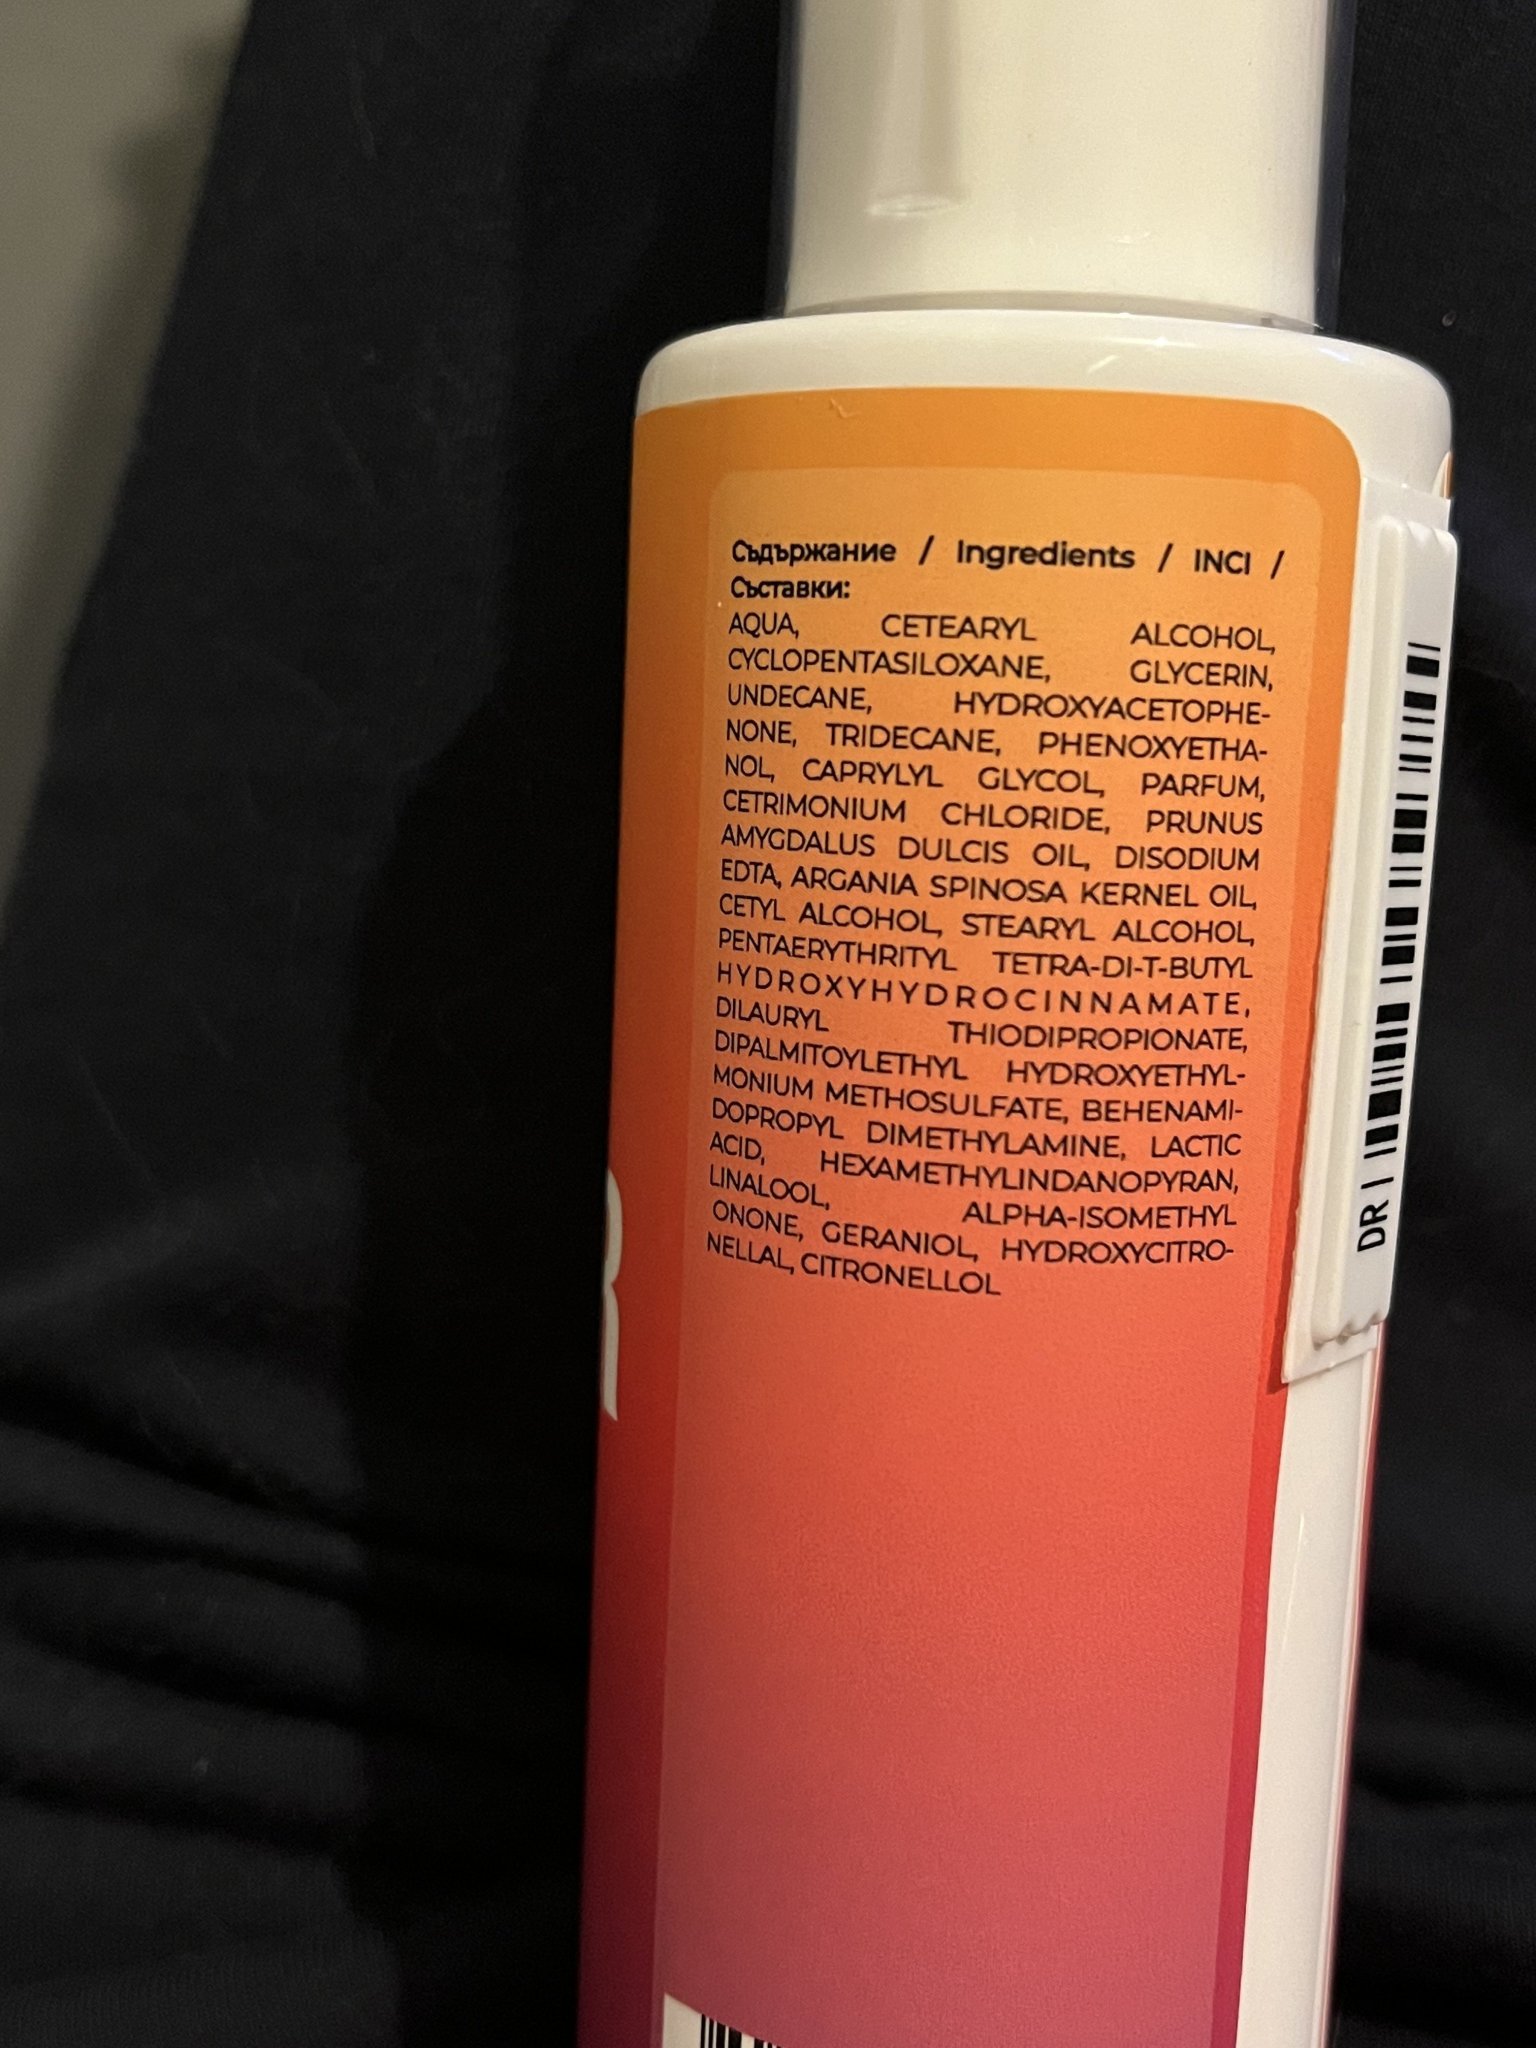 Съдържание / Ingredients / INCI /
Съставки:
AQUA, CETEARYL ALCOHOL,
CYCLOPENTASILOXANE, GLYCERIN,
UNDECANE, HYDROXYACETOPHE-
NONE, TRIDECANE, PHENOXYETHA-
NOL, CAPRYLYL GLYCOL, PARFUM,
CETRIMONIUM CHLORIDE, PRUNUS
AMYGDALUS DULCIS OIL, DISODIUM
EDTA, ARGANIA SPINOSA KERNEL OIL,
CETYL ALCOHOL, STEARYL ALCOHOL,
PENTAERYTHRITYL TETRA-DI-T-BUTYL
HYDROXYHYDROCINNAMATE,
DILAURYL THIODIPROPIONATE,
DIPALMITOYLETHYL HYDROXYETHYL-
MONIUM METHOSULFATE, BEHENAMI-
DOPROPYL DIMETHYLAMINE, LACTIC
ACID, HEXAMETHYLINDANOPYRAN,
LINALOOL, ALPHA-ISOMETHYL
ONONE, GERANIOL, HYDROXYCITRO-
NELLAL, CITRONELLOL
DR